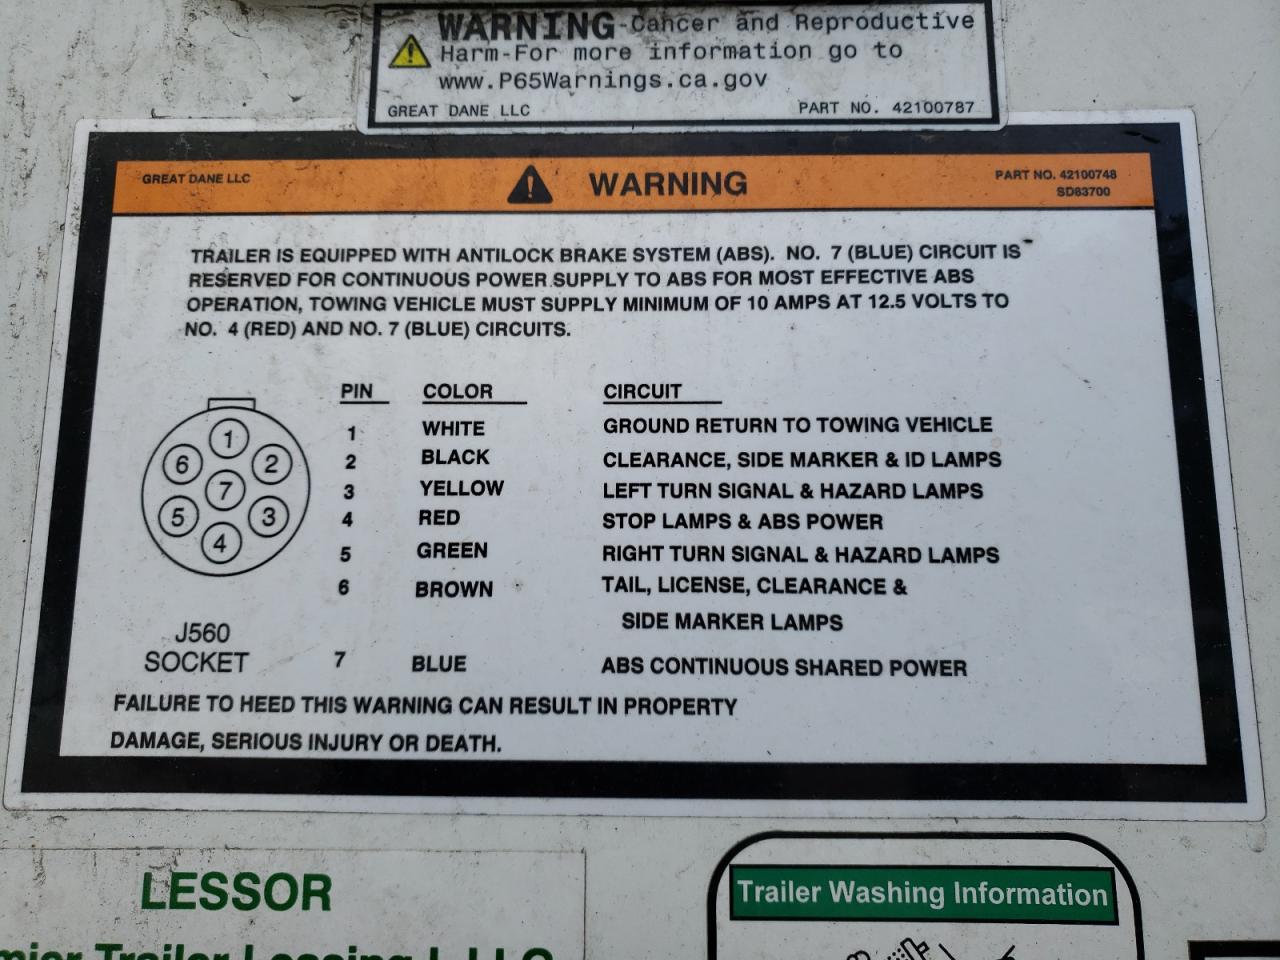 WARNING-Cancer and Reproductive
Harm-For more information go to
www.P65Warnings.ca.gov
GREAT DANE LLC PART NO. 42100787
GREAT DANE LLC WARNING PART NO. 42100748
SD83700
TRAILER IS EQUIPPED WITH ANTILOCK BRAKE SYSTEM (ABS). NO. 7 (BLUE) CIRCUIT IS
RESERVED FOR CONTINUOUS POWER SUPPLY TO ABS FOR MOST EFFECTIVE ABS
OPERATION, TOWING VEHICLE MUST SUPPLY MINIMUM OF 10 AMPS AT 12.5 VOLTS TO
NO. 4 (RED) AND NO. 7 (BLUE) CIRCUITS.
PIN COLOR CIRCUIT
1 WHITE GROUND RETURN TO TOWING VEHICLE
2 BLACK CLEARANCE, SIDE MARKER & ID LAMPS
3 YELLOW LEFT TURN SIGNAL & HAZARD LAMPS
4 RED STOP LAMPS & ABS POWER
5 GREEN RIGHT TURN SIGNAL & HAZARD LAMPS
6 BROWN TAIL, LICENSE, CLEARANCE &
SIDE MARKER LAMPS
7 BLUE ABS CONTINUOUS SHARED POWER
1
6 2
7
5 3
4
J560
SOCKET
FAILURE TO HEED THIS WARNING CAN RESULT IN PROPERTY
DAMAGE, SERIOUS INJURY OR DEATH.
LESSOR
Trailer Washing Information